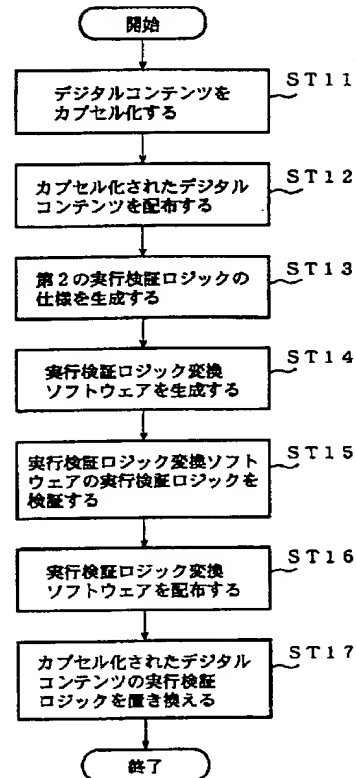 開始
ST11
デジタルコンテンツを
カプセル化する
ST12
カプセル化されたデジタル
コンテンツを配布する
ST13
第2の実行検証ロジックの
仕様を生成する
ST14
実行検証ロジック変換
ソフトウェアを生成する
ST15
実行検証ロジック変換ソフト
ウェアの実行検証ロジックを
検証する
ST16
実行検証ロジック変換
ソフトウェアを配布する
ST17
カプセル化されたデジタル
コンテンツの実行検証
ロジックを置き換える
終了